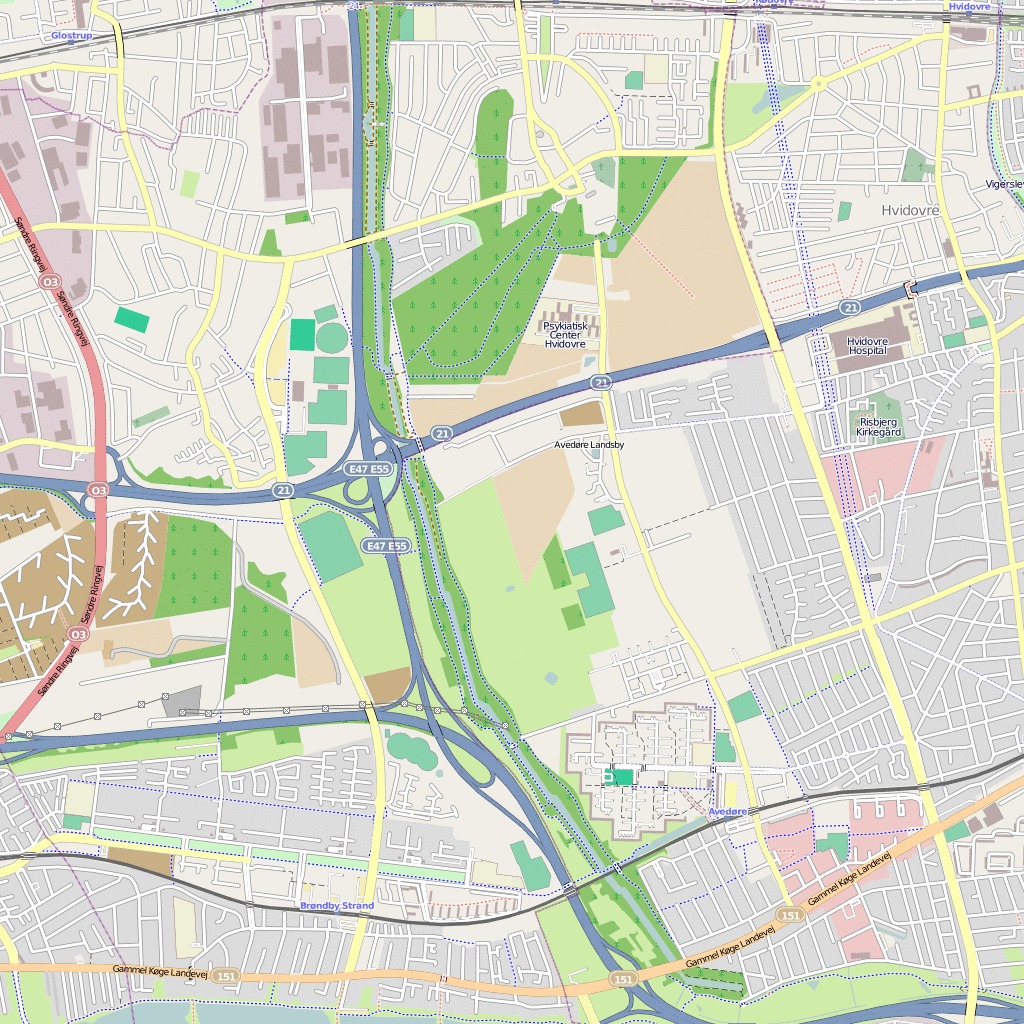 24
Rødovre
Hvidovre
Glostrup
Vigerslev
Hvidovre
Søndre Ringvej
O3
Søndre Ringvej
21
Psykiatisk
Center
Hvidovre
Hvidovre
Hospital
21
Risbjerg
Kirkegård
21
Avedøre Landsby
E47 E55
O3
21
E47 E55
Søndre Ringvej
O3
Søndre Ringvej
Avedøre
Gammel Køge Landevej
Brøndby Strand
151
Gammel Køge Landevej
Gammel Køge Landevej
151
151